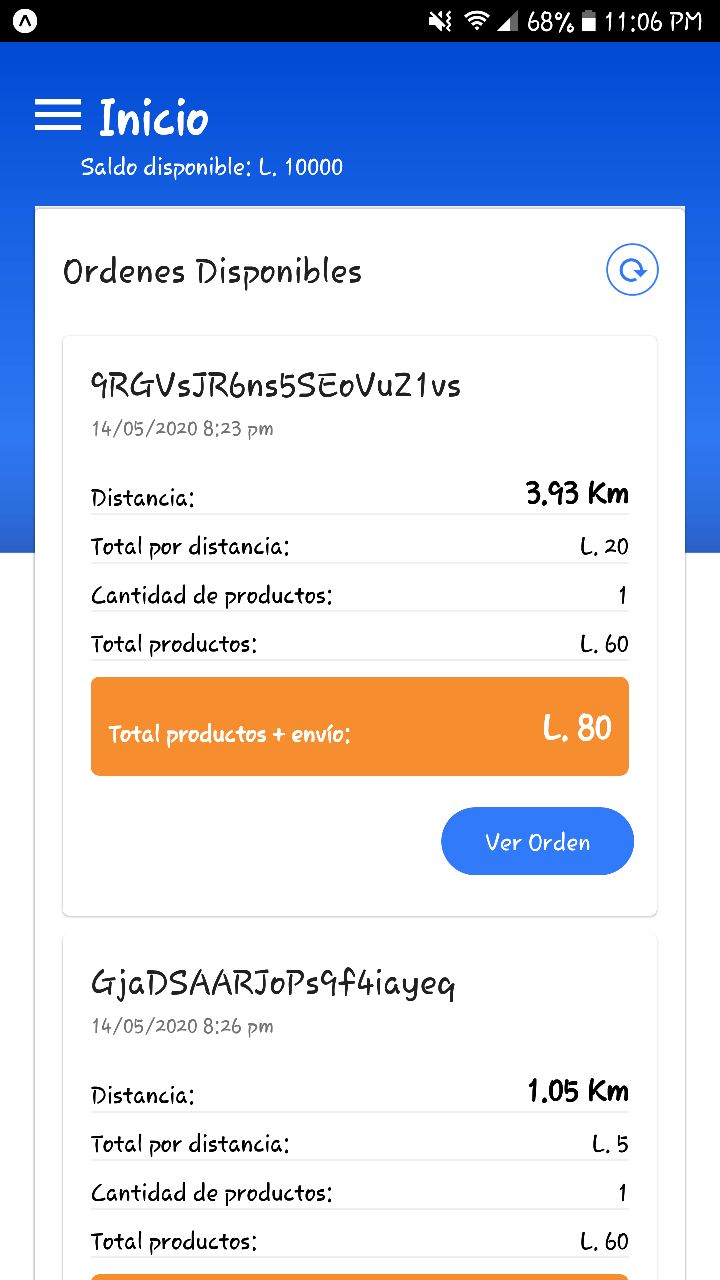 68% 11:06 PM
Inicio
Saldo disponible: L. 10000
Ordenes Disponibles
9RGVsJR6ns5SEoVuZ1vs
14/05/2020 8:23 pm
Distancia: 3.93 Km
Total por distancia: L. 20
Cantidad de productos: 1
Total productos: L. 60
Total productos + envío: L. 80
Ver Orden
GjaDSAARJoPs9f4iayeq
14/05/2020 8:26 pm
Distancia: 1.05 Km
Total por distancia: L. 5
Cantidad de productos: 1
Total productos: L. 60